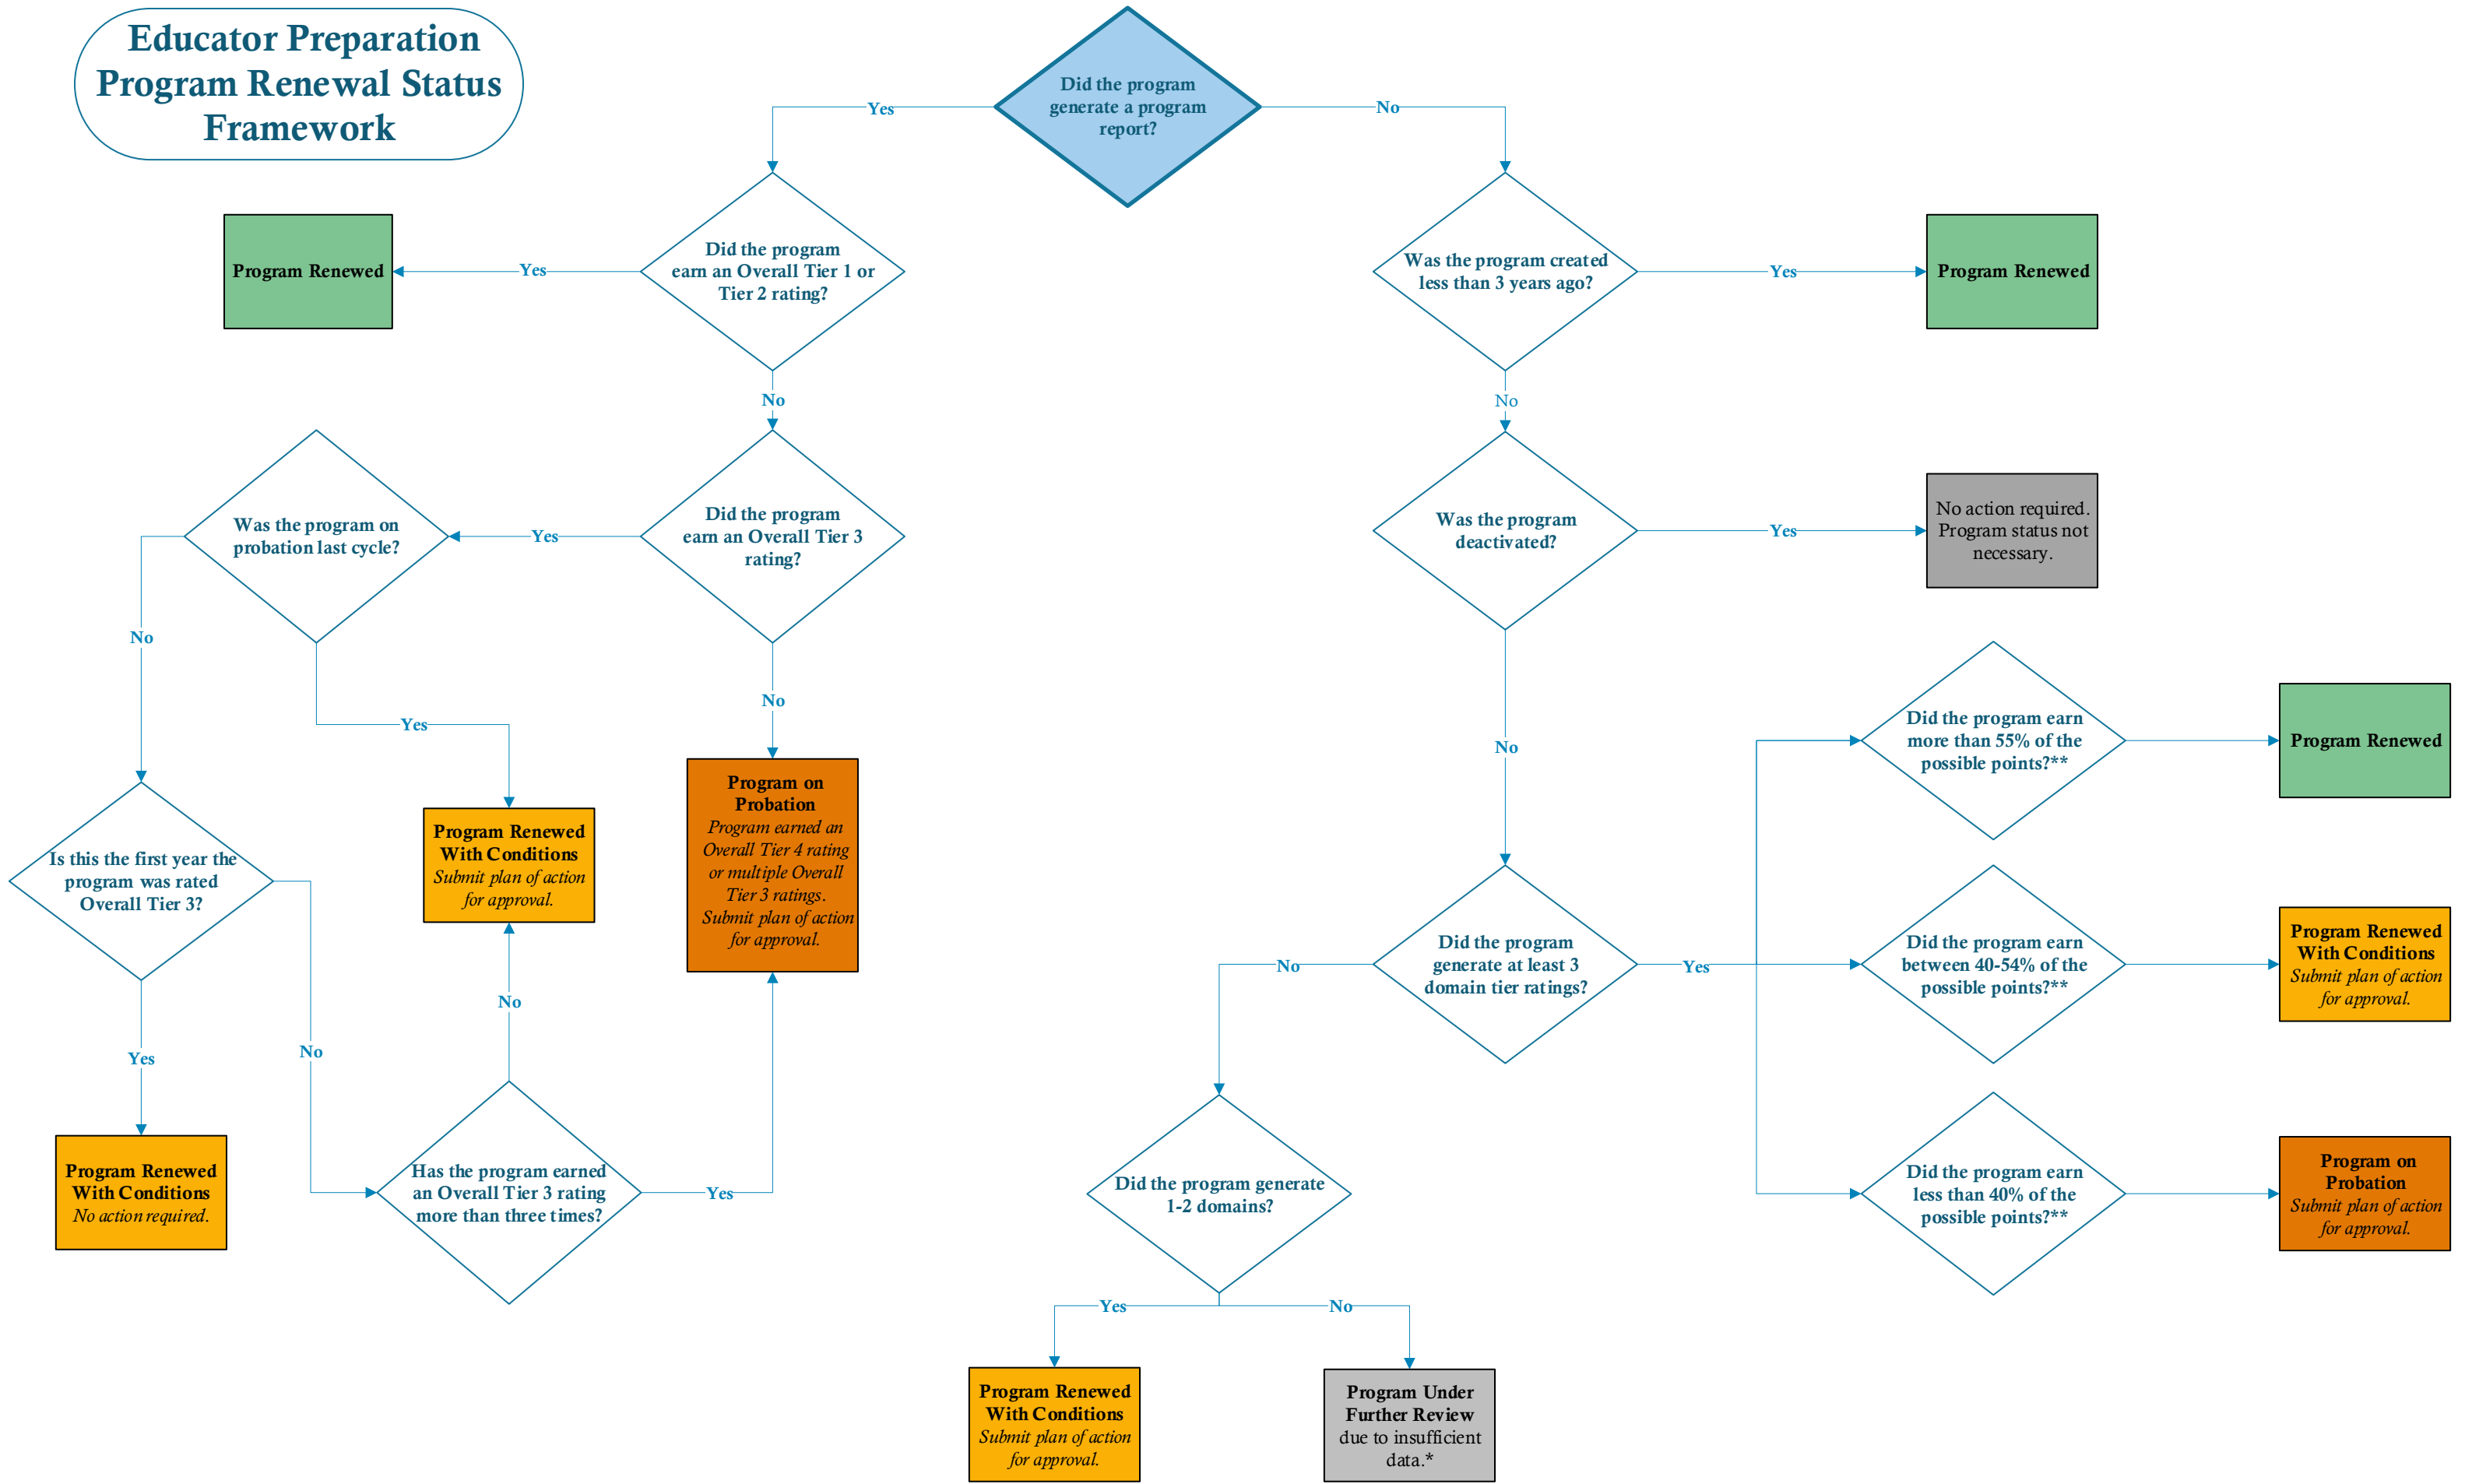 Educator Preparation
Program Renewal Status
Framework
Did the program
generate a program
report?
Yes
No
Program Renewed
Yes
Did the program
earn an Overall Tier 1 or
Tier 2 rating?
Was the program created
less than 3 years ago?
Yes
Program Renewed
No
No
Was the program on
probation last cycle?
Yes
Did the program
earn an Overall Tier 3
rating?
Was the program
deactivated?
Yes
No action required.
Program status not
necessary.
No
Yes
No
No
Did the program earn
more than 55% of the
possible points?**
Program Renewed
Is this the first year the
program was rated
Overall Tier 3?
Program Renewed
With Conditions
Submit plan of action
for approval.
Program on
Probation
Program earned an
Overall Tier 4 rating
or multiple Overall
Tier 3 ratings.
Submit plan of action
for approval.
No
Did the program
generate at least 3
domain tier ratings?
Yes
Did the program earn
between 40-54% of the
possible points?**
Program Renewed
With Conditions
Submit plan of action
for approval.
Yes
No
No
Program Renewed
With Conditions
No action required.
Has the program earned
an Overall Tier 3 rating
more than three times?
Yes
Did the program generate
1-2 domains?
Did the program earn
less than 40% of the
possible points?**
Program on
Probation
Submit plan of action
for approval.
Yes
No
Program Renewed
With Conditions
Submit plan of action
for approval.
Program Under
Further Review
due to insufficient
data.*